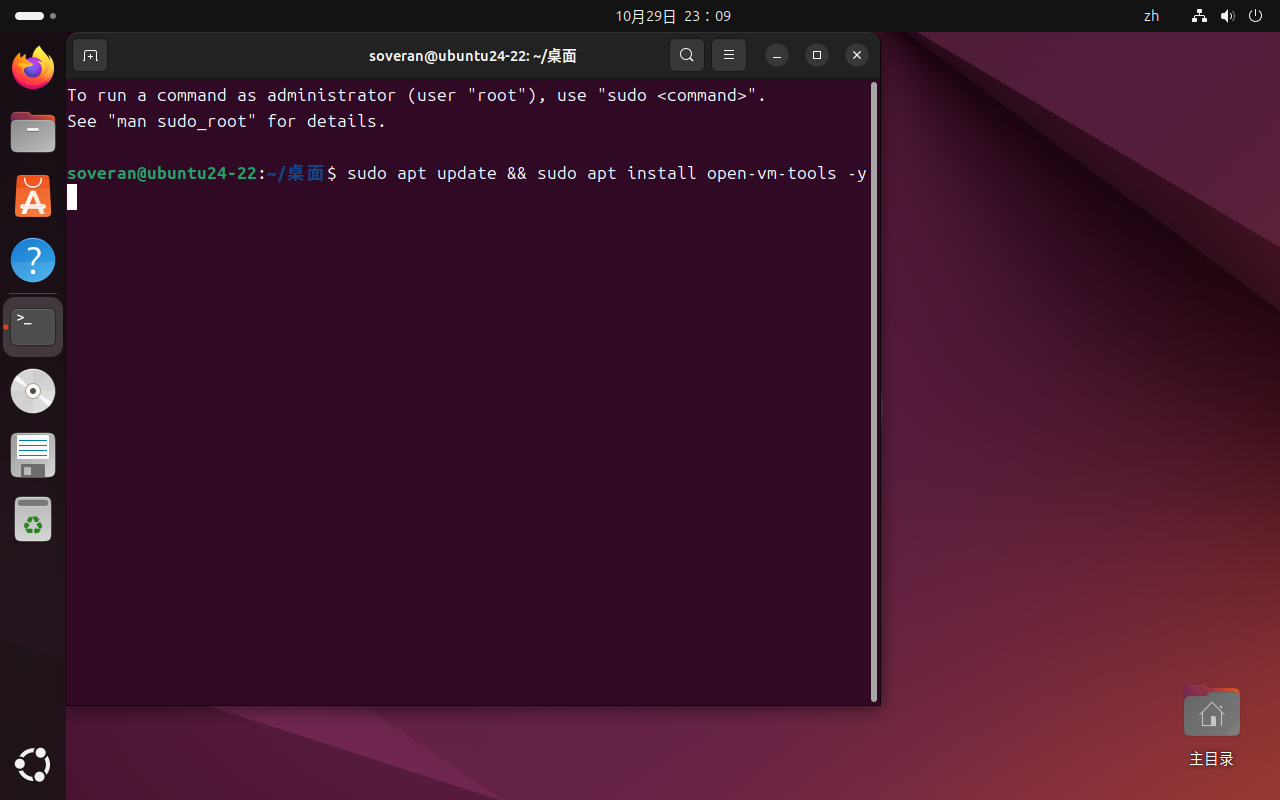 10月29日 23：09
zh
soveran@ubuntu24-22: ~/桌面
To run a command as administrator (user "root"), use "sudo <command>".
See "man sudo_root" for details.
soveran@ubuntu24-22:~/桌面$ sudo apt update && sudo apt install open-vm-tools -y
主目录